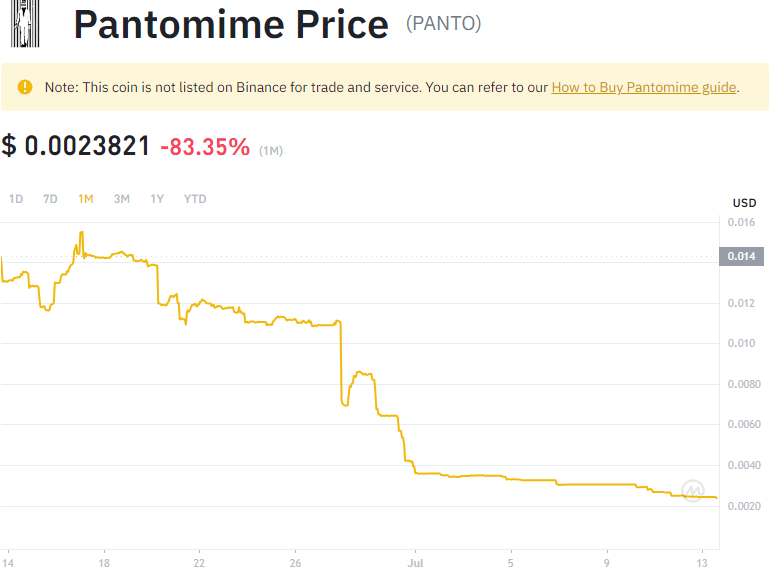 Pantomime Price (PANTO)
Note: This coin is not listed on Binance for trade and service. You can refer to our How to Buy Pantomime guide.
$ 0.0023821 -83.35% (1M)
1D 7D 1M 3M 1Y YTD
USD
0.016
0.014
0.012
0.010
0.0080
0.0060
0.0040
0.0020
14 18 22 26 Jul 5 9 13